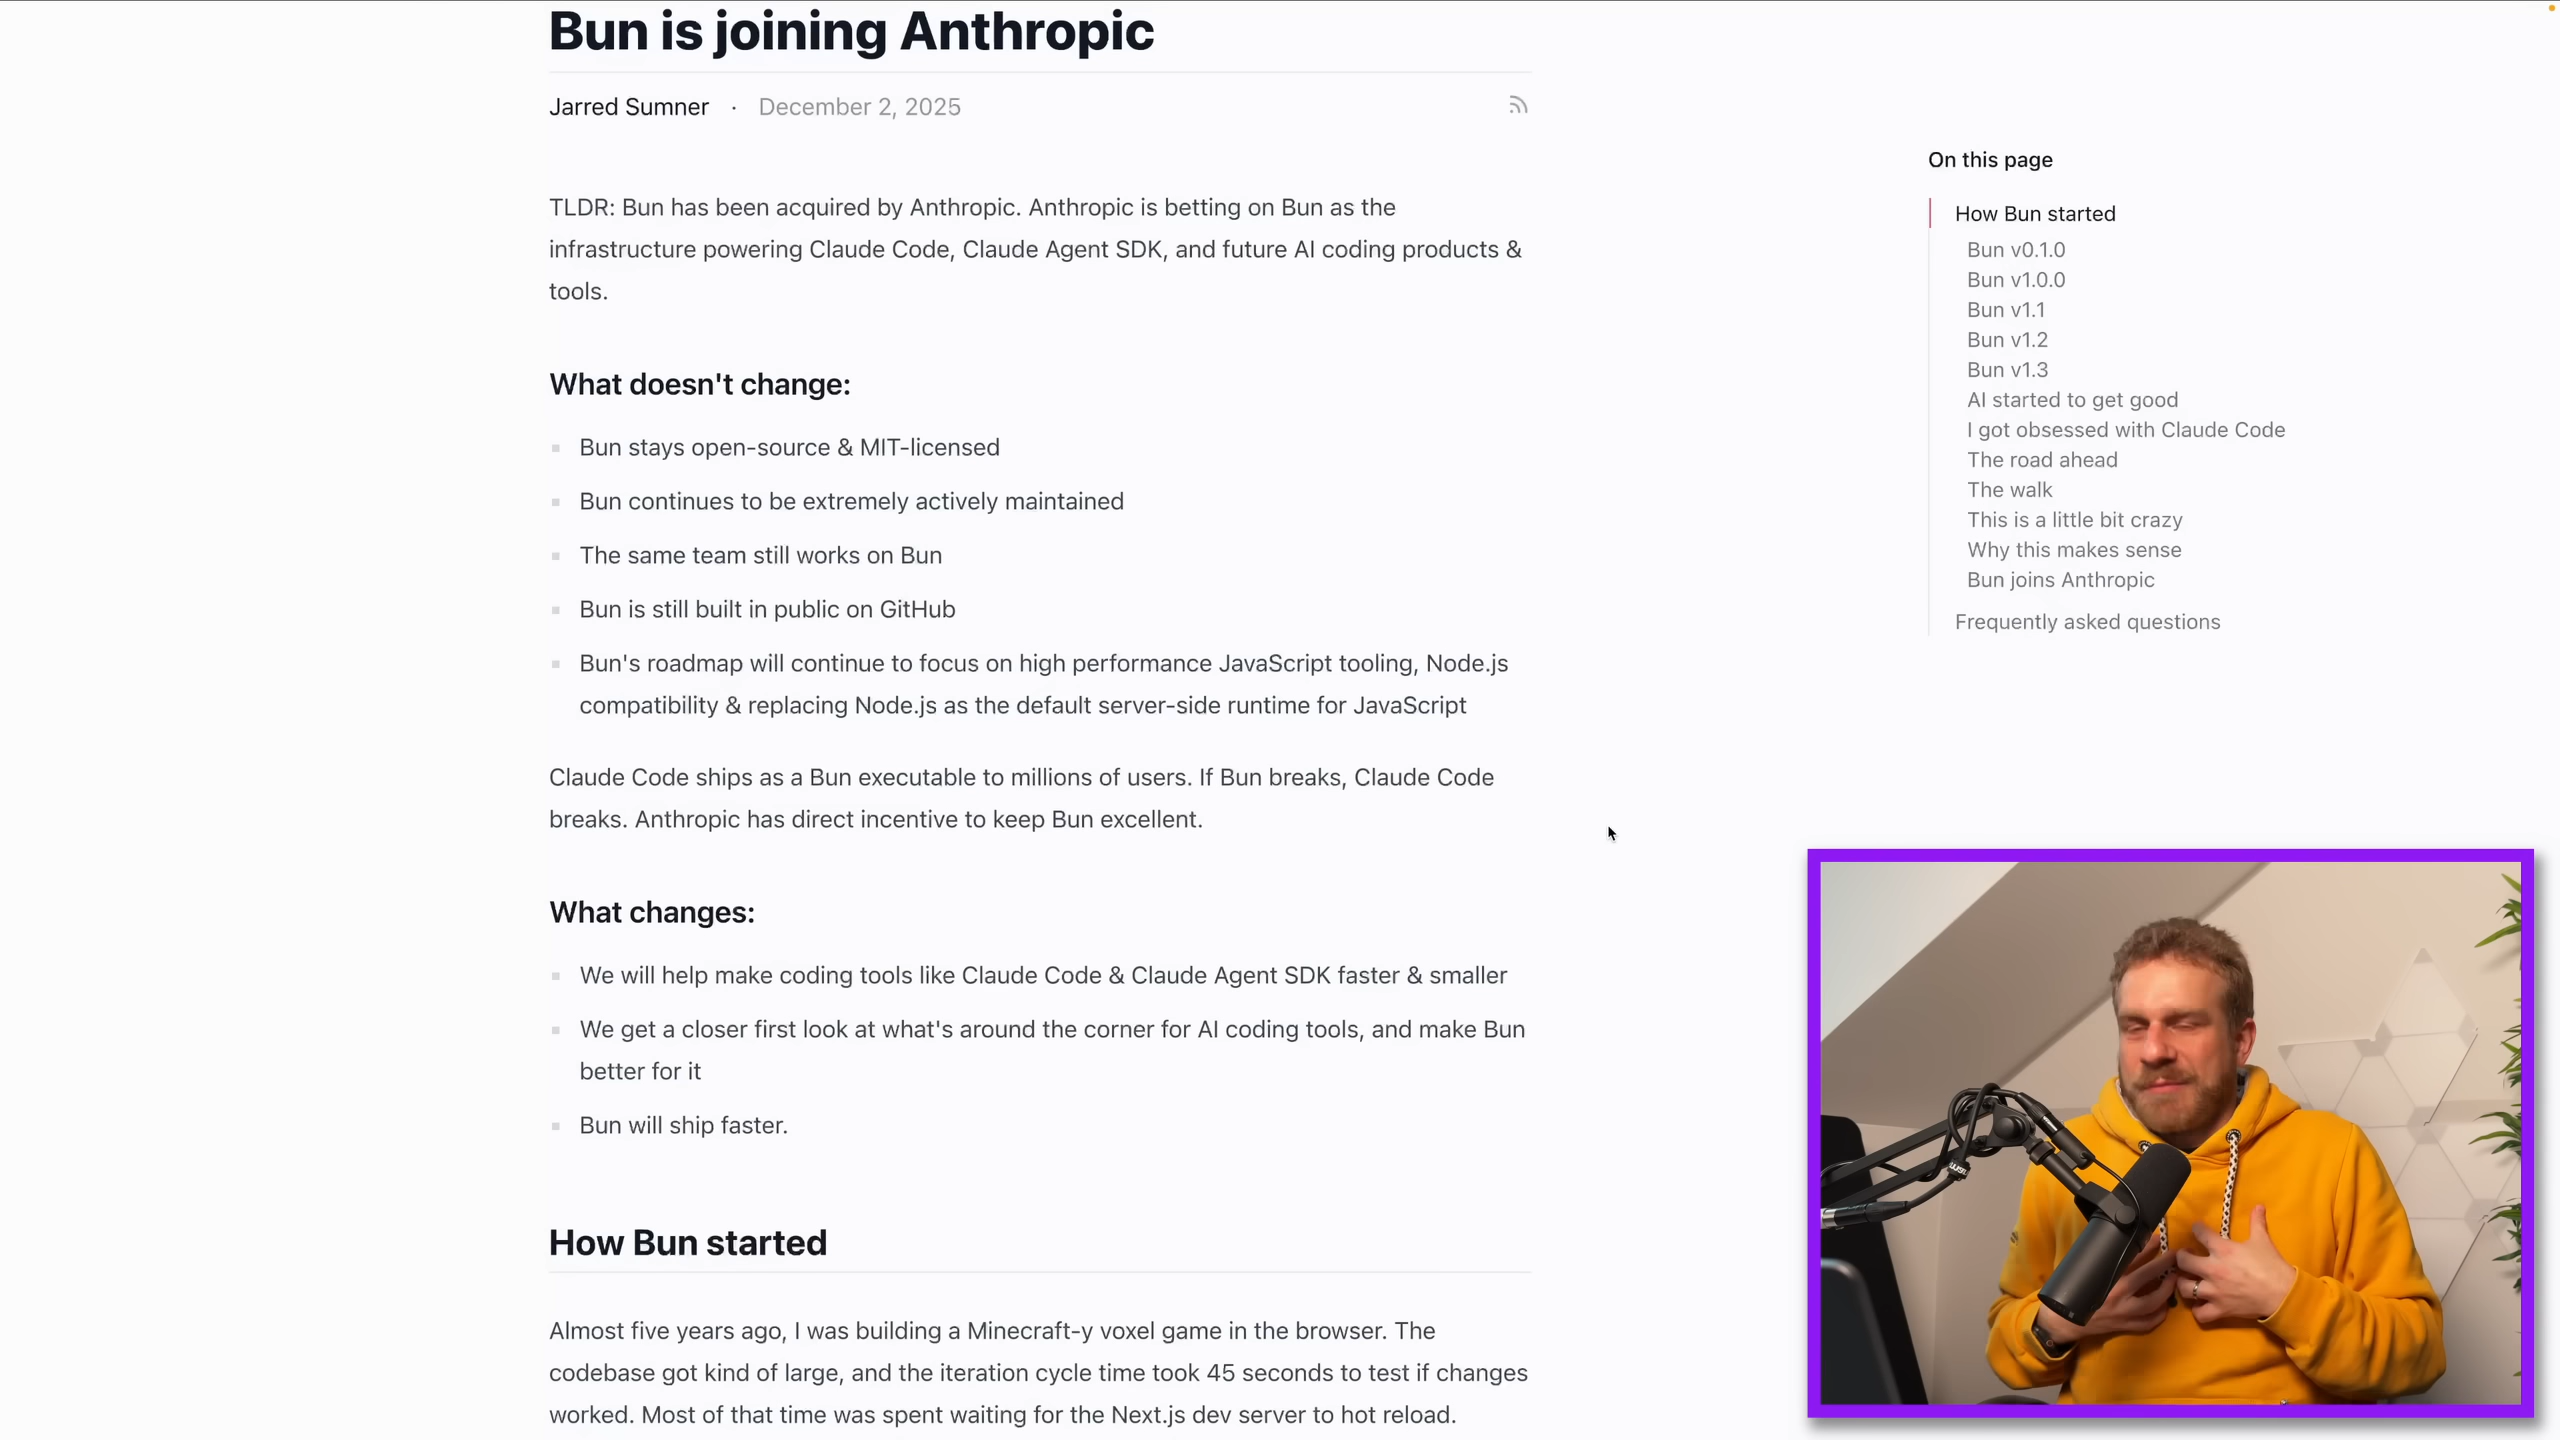 Bun is joining Anthropic
Jarred Sumner · December 2, 2025
TLDR: Bun has been acquired by Anthropic. Anthropic is betting on Bun as the
infrastructure powering Claude Code, Claude Agent SDK, and future AI coding products &
tools.
What doesn't change:
Bun stays open-source & MIT-licensed
Bun continues to be extremely actively maintained
The same team still works on Bun
Bun is still built in public on GitHub
Bun's roadmap will continue to focus on high performance JavaScript tooling, Node.js
compatibility & replacing Node.js as the default server-side runtime for JavaScript
Claude Code ships as a Bun executable to millions of users. If Bun breaks, Claude Code
breaks. Anthropic has direct incentive to keep Bun excellent.
What changes:
We will help make coding tools like Claude Code & Claude Agent SDK faster & smaller
We get a closer first look at what's around the corner for AI coding tools, and make Bun
better for it
Bun will ship faster.
How Bun started
Almost five years ago, I was building a Minecraft-y voxel game in the browser. The
codebase got kind of large, and the iteration cycle time took 45 seconds to test if changes
worked. Most of that time was spent waiting for the Next.js dev server to hot reload.
On this page
How Bun started
Bun v0.1.0
Bun v1.0.0
Bun v1.1
Bun v1.2
Bun v1.3
AI started to get good
I got obsessed with Claude Code
The road ahead
The walk
This is a little bit crazy
Why this makes sense
Bun joins Anthropic
Frequently asked questions